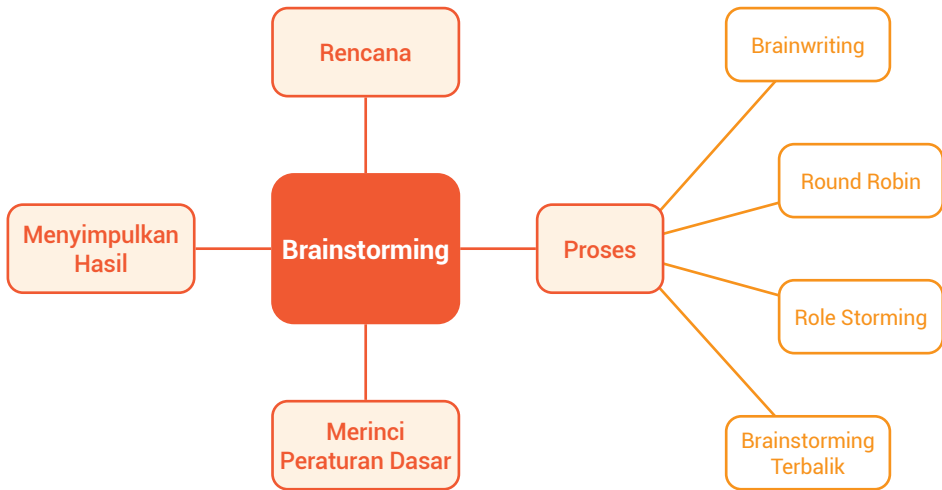 Rencana
Brainwriting
Round Robin
Menyimpulkan
Hasil
Brainstorming
Proses
Role Storming
Merinci
Peraturan Dasar
Brainstorming
Terbalik